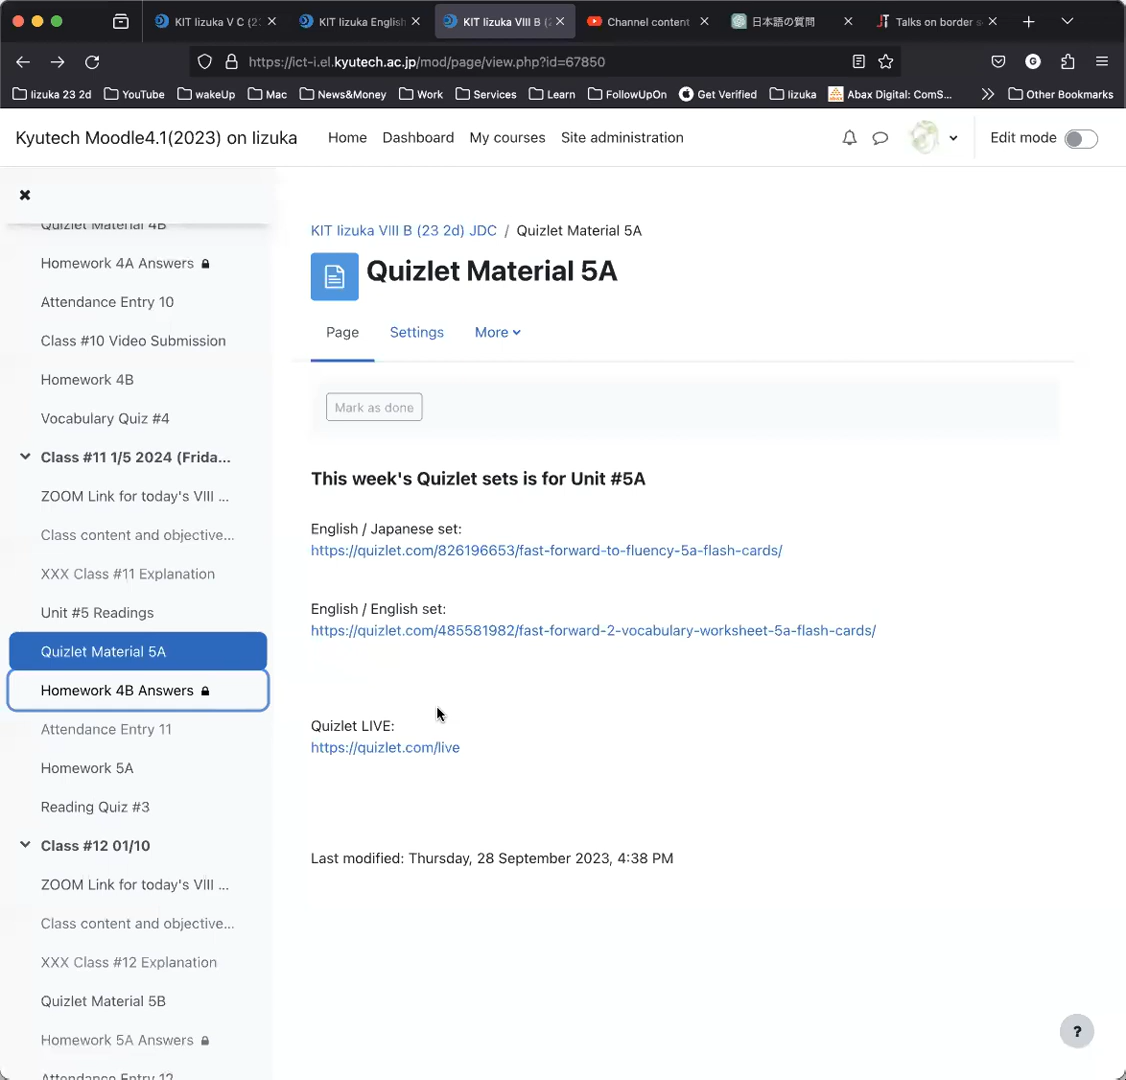 KIT Iizuka V C (23
KIT Iizuka English
KIT Iizuka VIII B (2
Channel content
日本語の質問
Talks on border s
https://ict-i.el.kyutech.ac.jp/mod/page/view.php?id=67850
Iizuka 23 2d
YouTube
wakeUp
Mac
News&Money
Work
Services
Learn
FollowUpOn
Get Verified
Iizuka
Abax Digital: ComS...
Other Bookmarks
Kyutech Moodle4.1(2023) on Iizuka
Home
Dashboard
My courses
Site administration
Edit mode
Quizlet Material 4B
Homework 4A Answers
Attendance Entry 10
Class #10 Video Submission
Homework 4B
Vocabulary Quiz #4
Class #11 1/5 2024 (Frida...
ZOOM Link for today's VIII ...
Class content and objective...
XXX Class #11 Explanation
Unit #5 Readings
Quizlet Material 5A
Homework 4B Answers
Attendance Entry 11
Homework 5A
Reading Quiz #3
Class #12 01/10
ZOOM Link for today's VIII ...
Class content and objective...
XXX Class #12 Explanation
Quizlet Material 5B
Homework 5A Answers
Attendance Entry 12
KIT Iizuka VIII B (23 2d) JDC / Quizlet Material 5A
Quizlet Material 5A
Page
Settings
More
Mark as done
This week's Quizlet sets is for Unit #5A
English / Japanese set:
https://quizlet.com/826196653/fast-forward-to-fluency-5a-flash-cards/
English / English set:
https://quizlet.com/485581982/fast-forward-2-vocabulary-worksheet-5a-flash-cards/
Quizlet LIVE:
https://quizlet.com/live
Last modified: Thursday, 28 September 2023, 4:38 PM
?